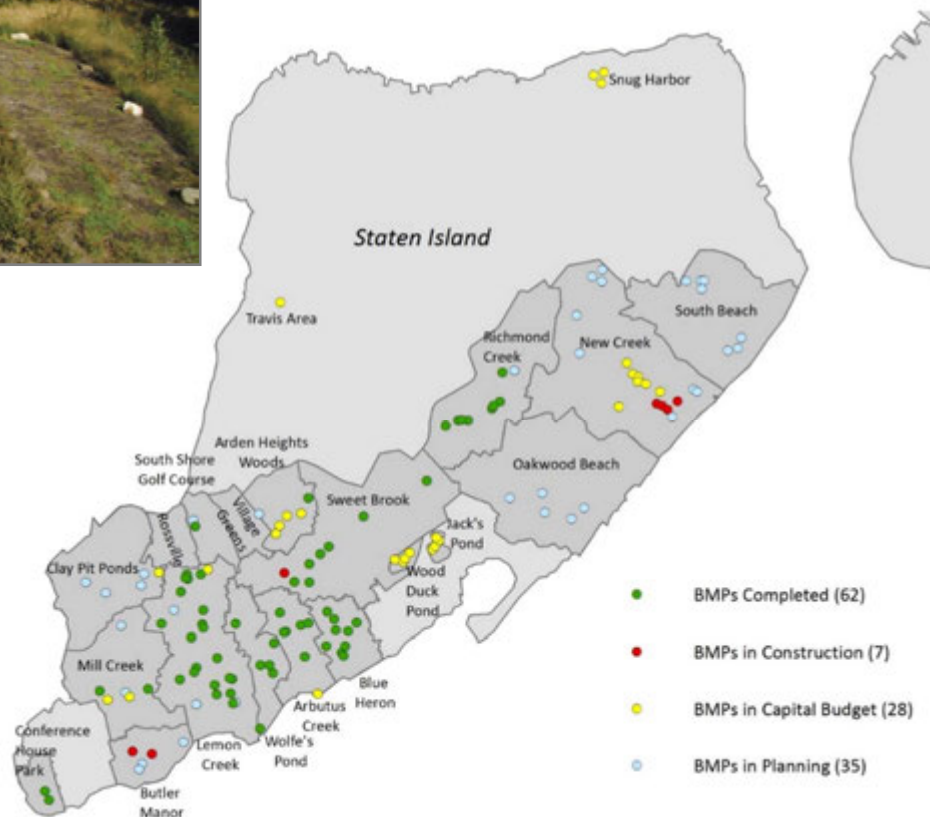 Snug Harbor
Staten Island
Travis Area
South Beach
Richmond
Creek
New Creek
Arden Heights
Woods
South Shore
Golf Course
Oakwood Beach
Sweet Brook
Village
Greens
Rossville
Jack's
Pond
Clay Pit Ponds
Wood
Duck
Pond
Mill Creek
Blue
Heron
Arbutus
Creek
Conference
House
Park
Lemon
Creek
Wolfe's
Pond
Butler
Manor
BMPs Completed (62)
BMPs in Construction (7)
BMPs in Capital Budget (28)
BMPs in Planning (35)